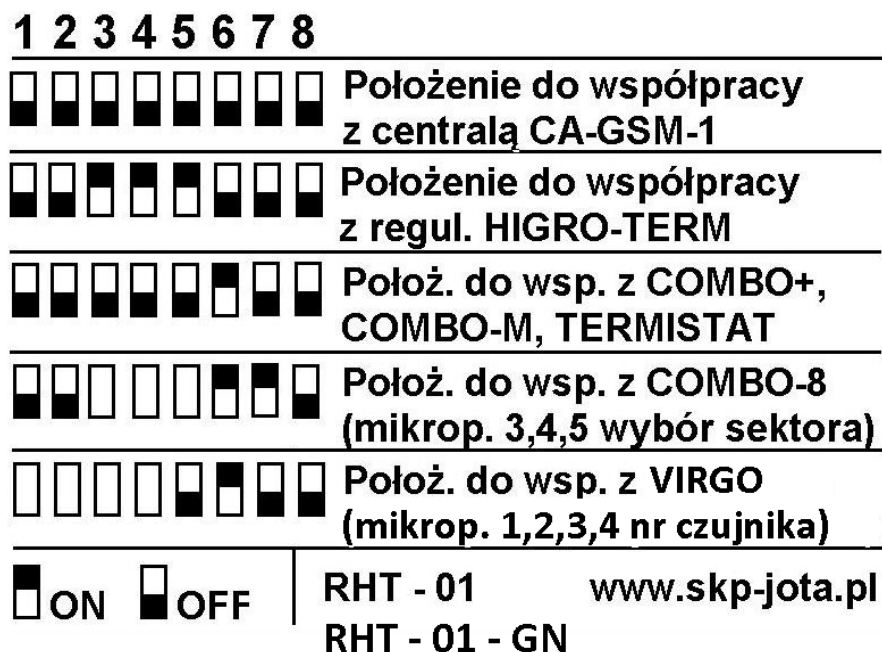 1 2 3 4 5 6 7 8
Położenie do współpracy
z centralą CA-GSM-1
Położenie do współpracy
z regul. HIGRO-TERM
Położ. do wsp. z COMBO+,
COMBO-M, TERMISTAT
Położ. do wsp. z COMBO-8
(mikrop. 3,4,5 wybór sektora)
Położ. do wsp. z VIRGO
(mikrop. 1,2,3,4 nr czujnika)
ON OFF
RHT - 01 www.skp-jota.pl
RHT - 01 - GN